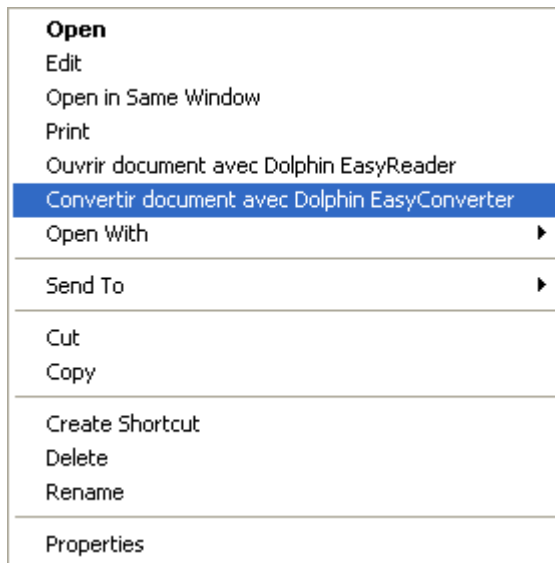 Open
Edit
Open in Same Window
Print
Ouvrir document avec Dolphin EasyReader
Convertir document avec Dolphin EasyConverter
Open With
Send To
Cut
Copy
Create Shortcut
Delete
Rename
Properties